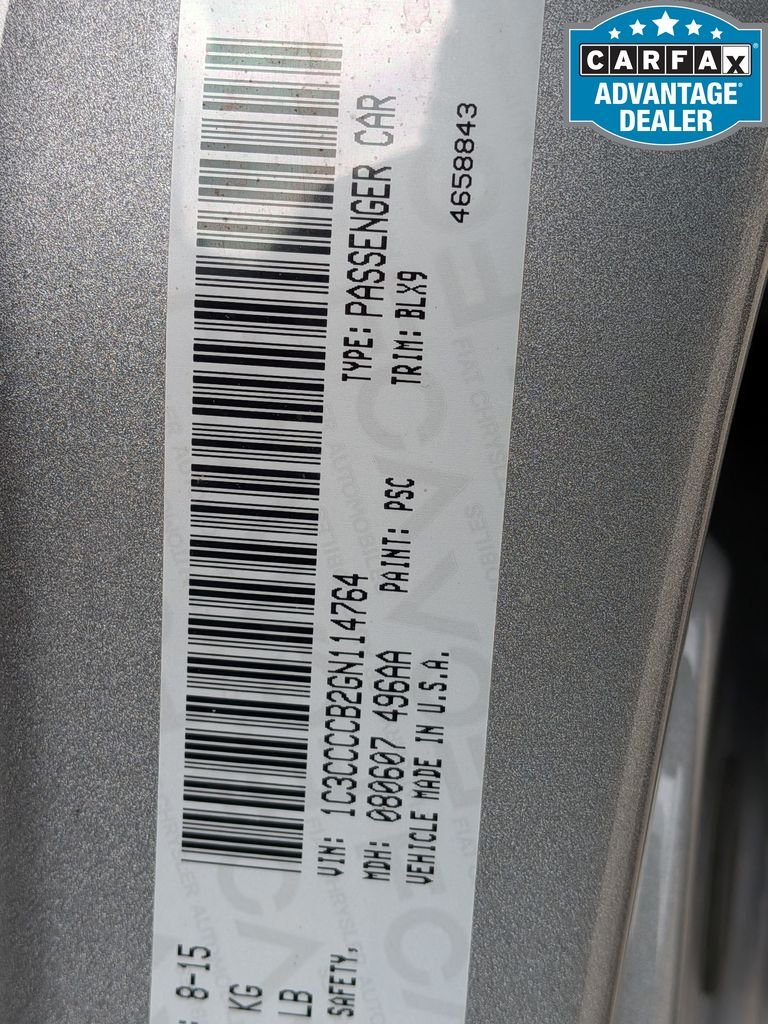 CARFAX
ADVANTAGE®
DEALER
: 8-15
KG
LB
SAFETY,
VIN: 1C3CCCCB2GN114764 TYPE: PASSENGER CAR
MDH: 080607 496AA PAINT: PSC TRIM: BLX9
VEHICLE MADE IN U.S.A. 4658843